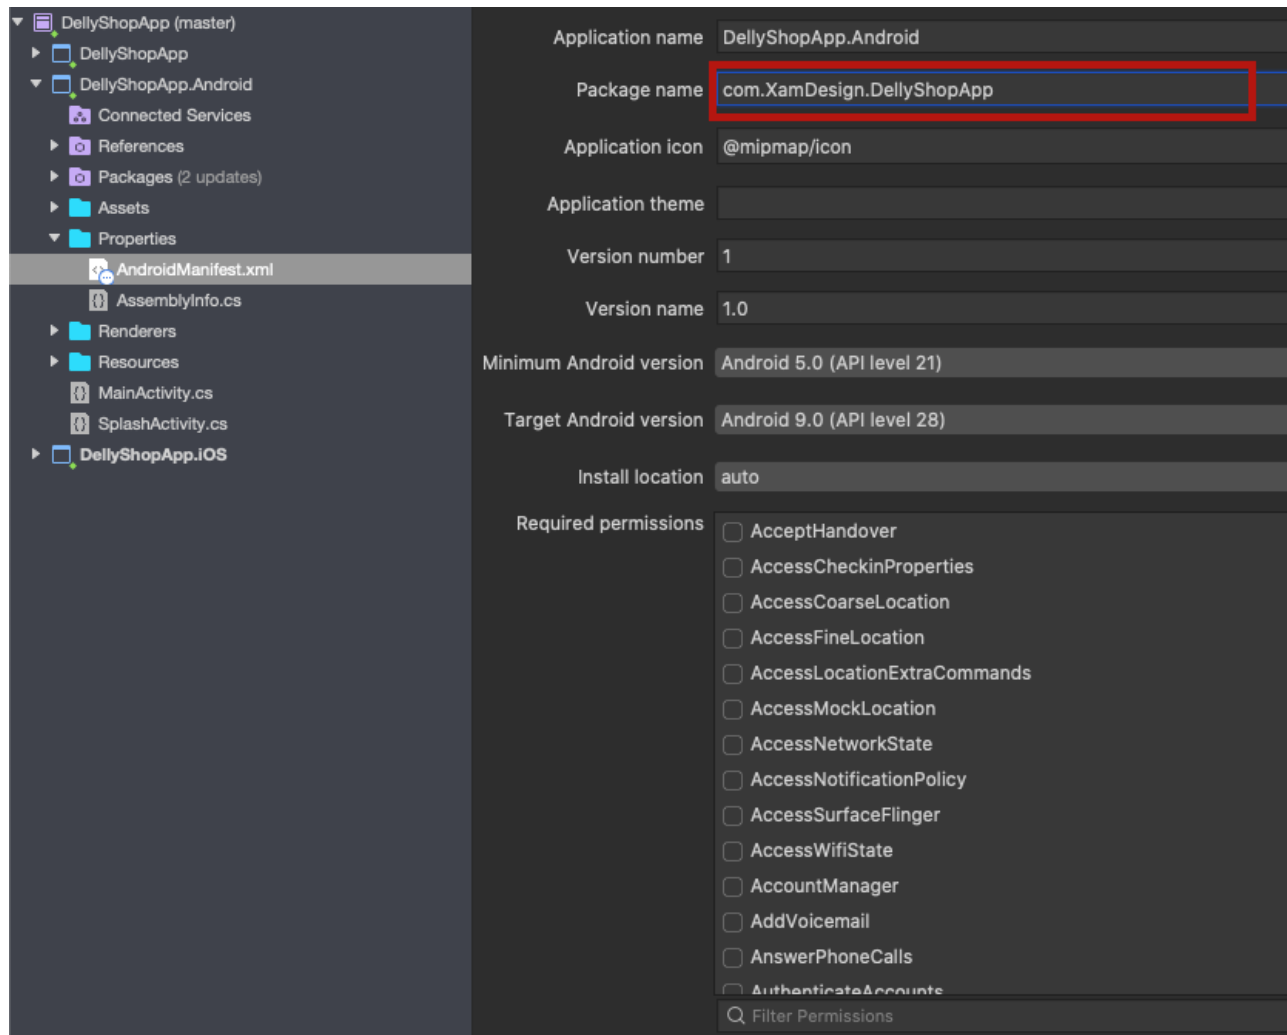 DellyShopApp (master)
DellyShopApp
DellyShopApp.Android
Connected Services
References
Packages (2 updates)
Assets
Properties
AndroidManifest.xml
AssemblyInfo.cs
Renderers
Resources
MainActivity.cs
SplashActivity.cs
DellyShopApp.iOS
Application name DellyShopApp.Android
Package name com.XamDesign.DellyShopApp
Application icon @mipmap/icon
Application theme
Version number 1
Version name 1.0
Minimum Android version Android 5.0 (API level 21)
Target Android version Android 9.0 (API level 28)
Install location auto
Required permissions
AcceptHandover
AccessCheckinProperties
AccessCoarseLocation
AccessFineLocation
AccessLocationExtraCommands
AccessMockLocation
AccessNetworkState
AccessNotificationPolicy
AccessSurfaceFlinger
AccessWifiState
AccountManager
AddVoicemail
AnswerPhoneCalls
AuthenticateAccounts
Filter Permissions